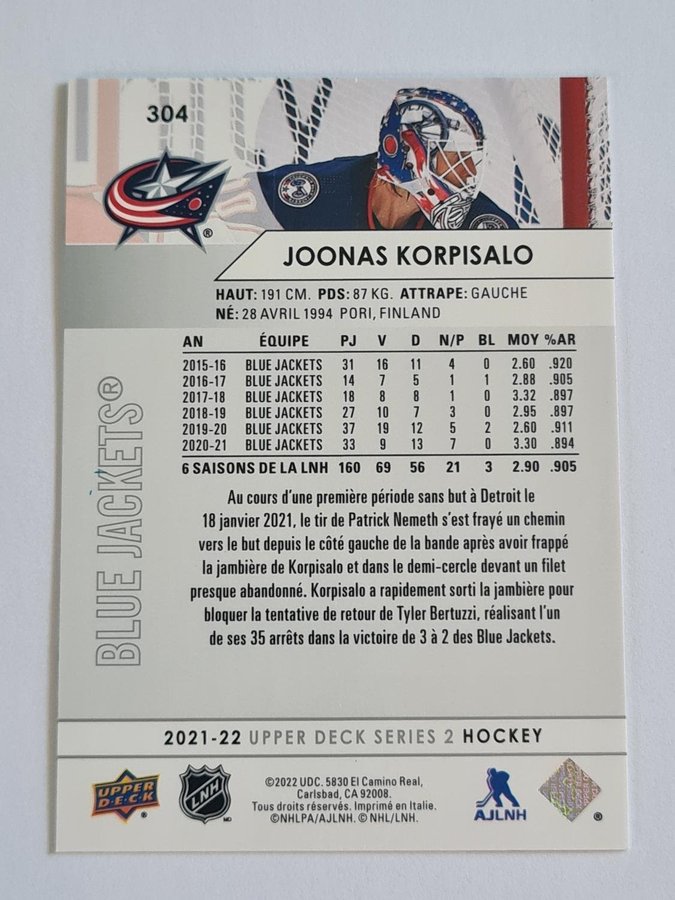 304
JOONAS KORPISALO
HAUT: 191 CM. PDS: 87 KG. ATTRAPE: GAUCHE
NÉ: 28 AVRIL 1994 PORI, FINLAND
AN ÉQUIPE PJ V D N/P BL MOY %AR
2015-16 BLUE JACKETS 31 16 11 4 0 2.60 .920
2016-17 BLUE JACKETS 14 7 5 1 1 2.88 .905
2017-18 BLUE JACKETS 18 8 8 1 0 3.32 .897
2018-19 BLUE JACKETS 27 10 7 3 0 2.95 .897
2019-20 BLUE JACKETS 37 19 12 5 2 2.60 .911
2020-21 BLUE JACKETS 33 9 13 7 0 3.30 .894
6 SAISONS DE LA LNH 160 69 56 21 3 2.90 .905
BLUE JACKETS®
Au cours d'une première période sans but à Detroit le
18 janvier 2021, le tir de Patrick Nemeth s'est frayé un chemin
vers le but depuis le côté gauche de la bande après avoir frappé
la jambière de Korpisalo et dans le demi-cercle devant un filet
presque abandonné. Korpisalo a rapidement sorti la jambière pour
bloquer la tentative de retour de Tyler Bertuzzi, réalisant l'un
de ses 35 arrêts dans la victoire de 3 à 2 des Blue Jackets.
2021-22 UPPER DECK SERIES 2 HOCKEY
UPPER
DECK
®
LNH
MD
©2022 UDC. 5830 El Camino Real,
Carlsbad, CA 92008.
Tous droits réservés. Imprimé en Italie.
©NHLPA/AJLNH. © NHL/LNH.
AJLNH
®